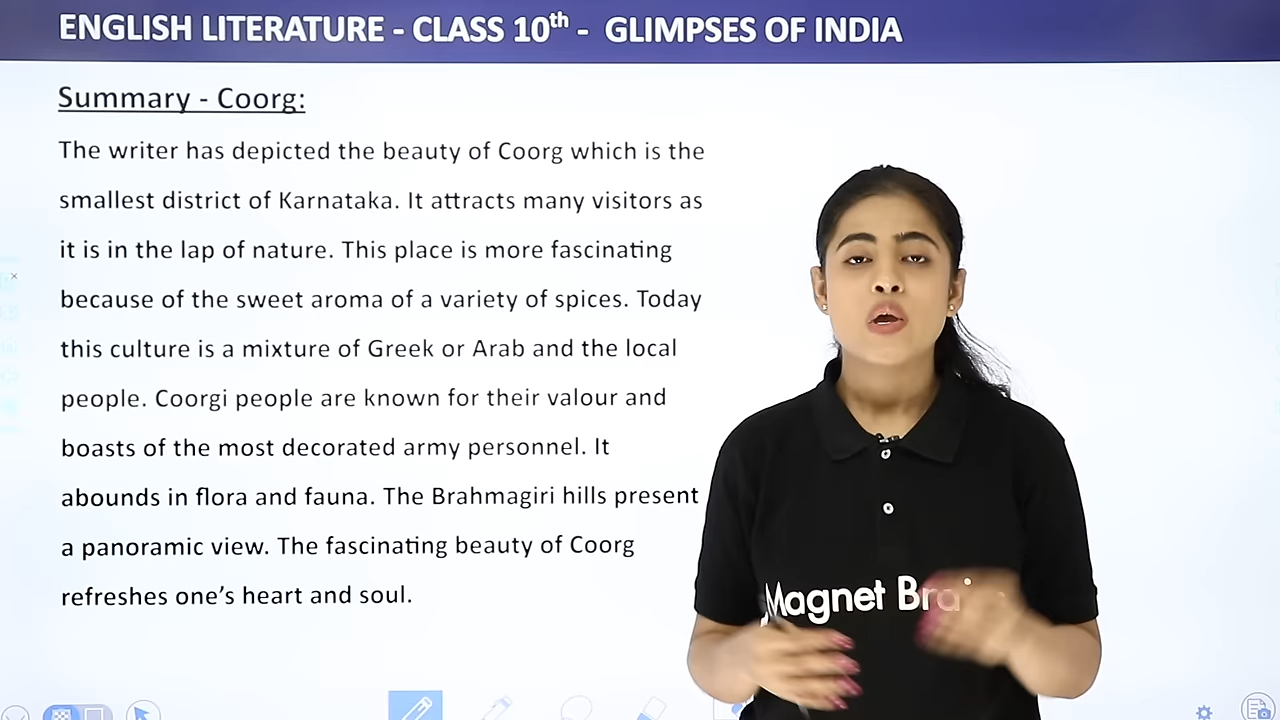 ENGLISH LITERATURE - CLASS 10th - GLIMPSES OF INDIA
Summary - Coorg:
The writer has depicted the beauty of Coorg which is the
smallest district of Karnataka. It attracts many visitors as
it is in the lap of nature. This place is more fascinating
because of the sweet aroma of a variety of spices. Today
this culture is a mixture of Greek or Arab and the local
people. Coorgi people are known for their valour and
boasts of the most decorated army personnel. It
abounds in flora and fauna. The Brahmagiri hills present
a panoramic view. The fascinating beauty of Coorg
refreshes one's heart and soul.
Magnet